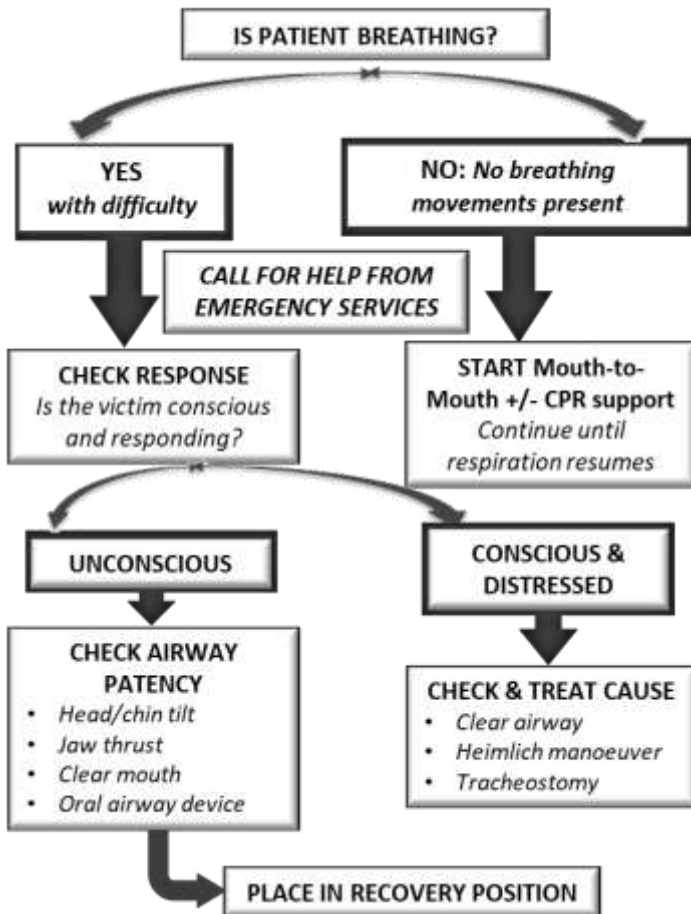 IS PATIENT BREATHING?
YES
with difficulty
NO: No breathing
movements present
CALL FOR HELP FROM
EMERGENCY SERVICES
CHECK RESPONSE
Is the victim conscious
and responding?
START Mouth-to-
Mouth +/- CPR support
Continue until
respiration resumes
UNCONSCIOUS
CONSCIOUS &
DISTRESSED
CHECK AIRWAY
PATENCY
• Head/chin tilt
• Jaw thrust
• Clear mouth
• Oral airway device
CHECK & TREAT CAUSE
• Clear airway
• Heimlich manoeuver
• Tracheostomy
PLACE IN RECOVERY POSITION